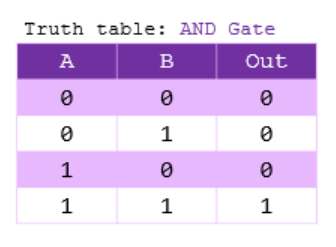 Truth table: AND Gate
A B Out
0 0 0
0 1 0
1 0 0
1 1 1